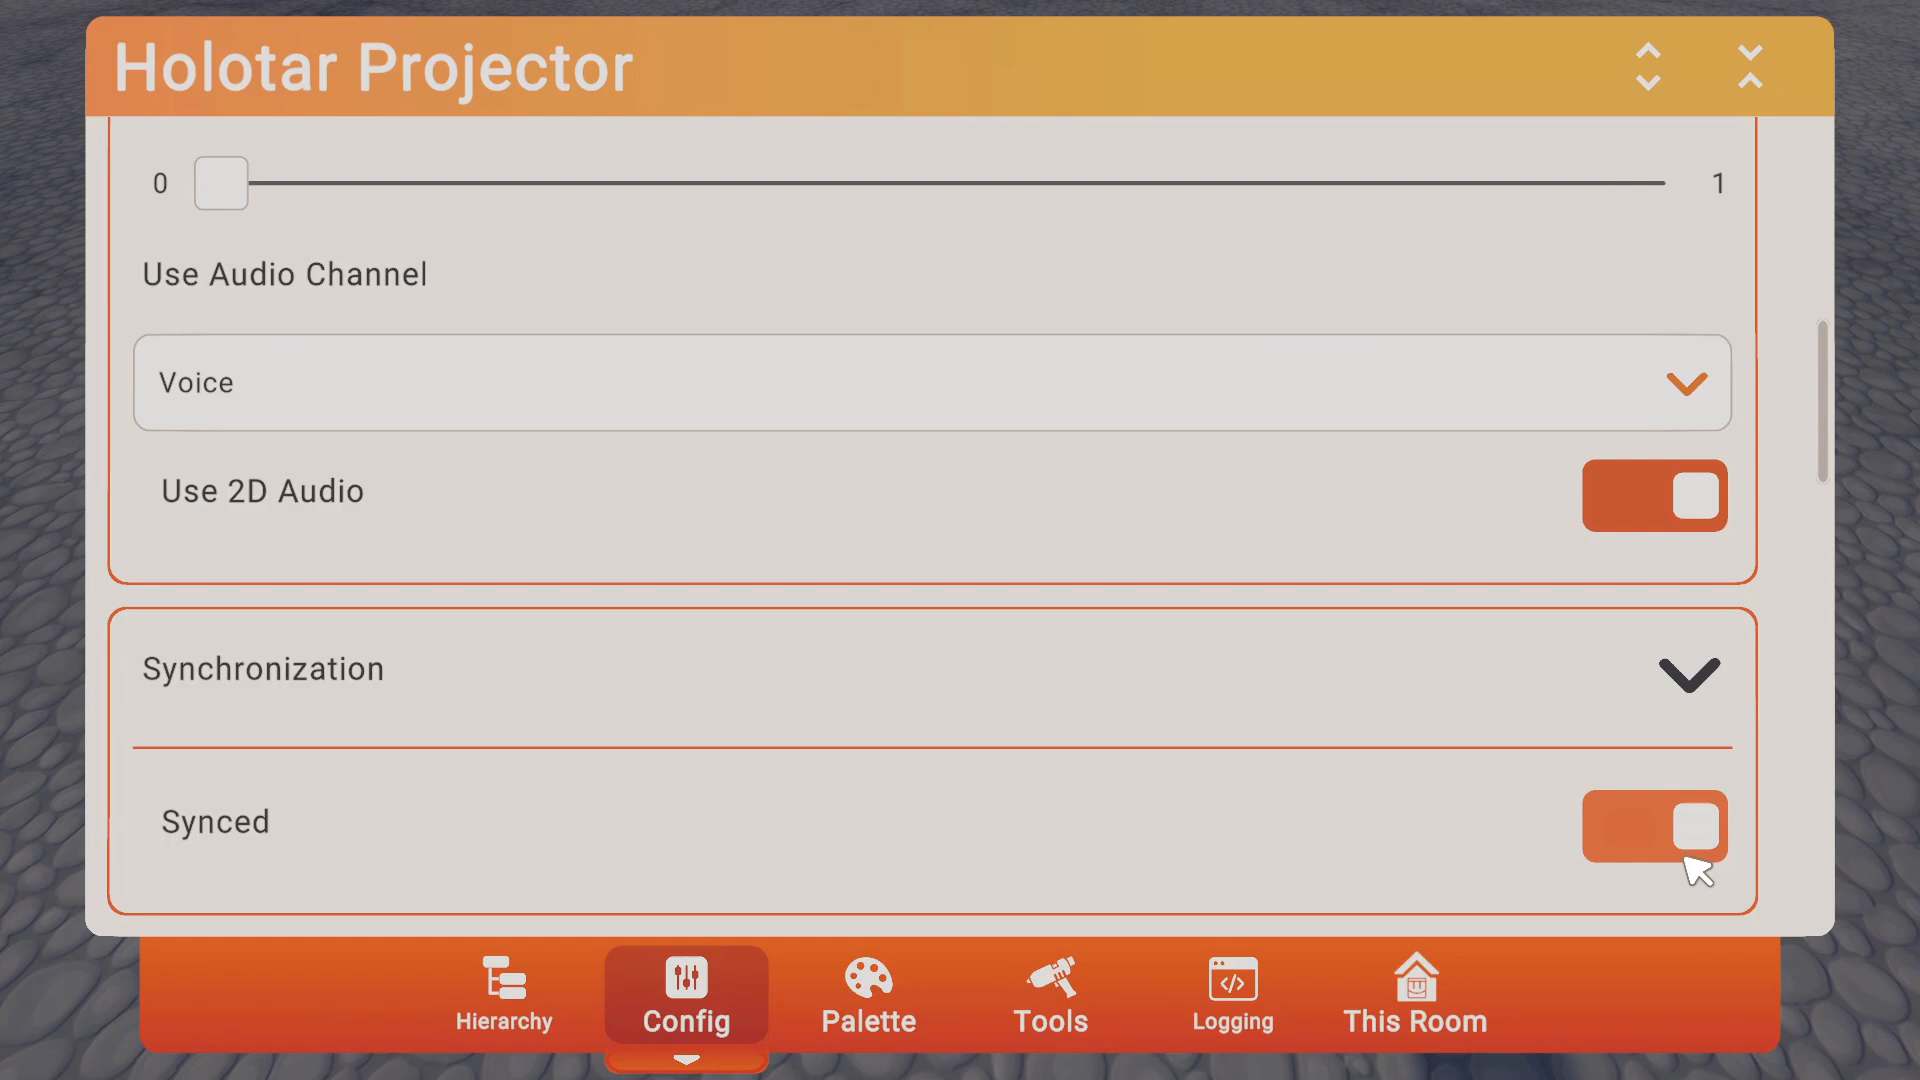 Holotar Projector
0
1
Use Audio Channel
Voice
Use 2D Audio
Synchronization
Synced
Hierarchy
Config
Palette
Tools
Logging
This Room